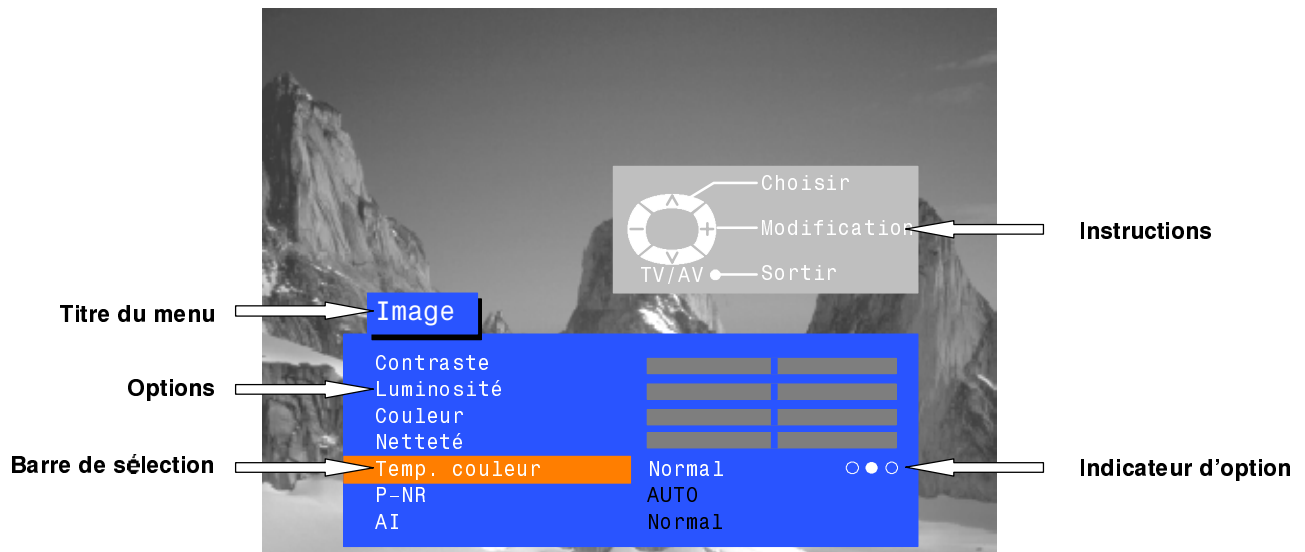 Choisir
Modification
Instructions
TV/AV Sortir
Titre du menu
Image
Contraste
Options
Luminosité
Couleur
Netteté
Barre de sélection
Temp. couleur Normal
Indicateur d'option
P-NR AUTO
AI Normal